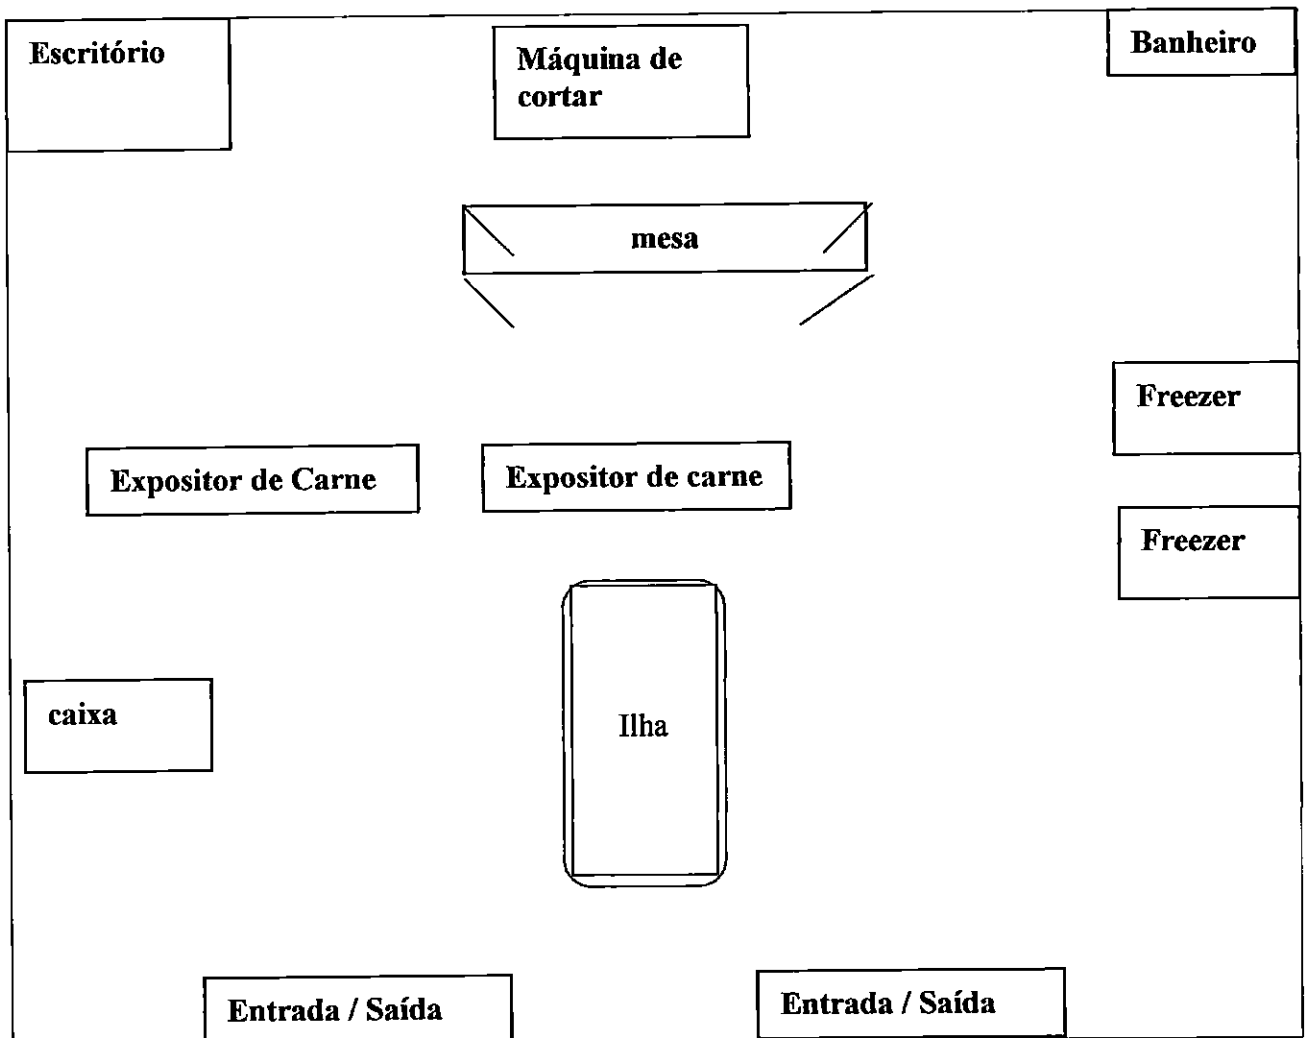 Escritório
Máquina de
cortar
Banheiro
mesa
Freezer
Expositor de Carne
Expositor de carne
Freezer
caixa
Ilha
Entrada / Saída
Entrada / Saída